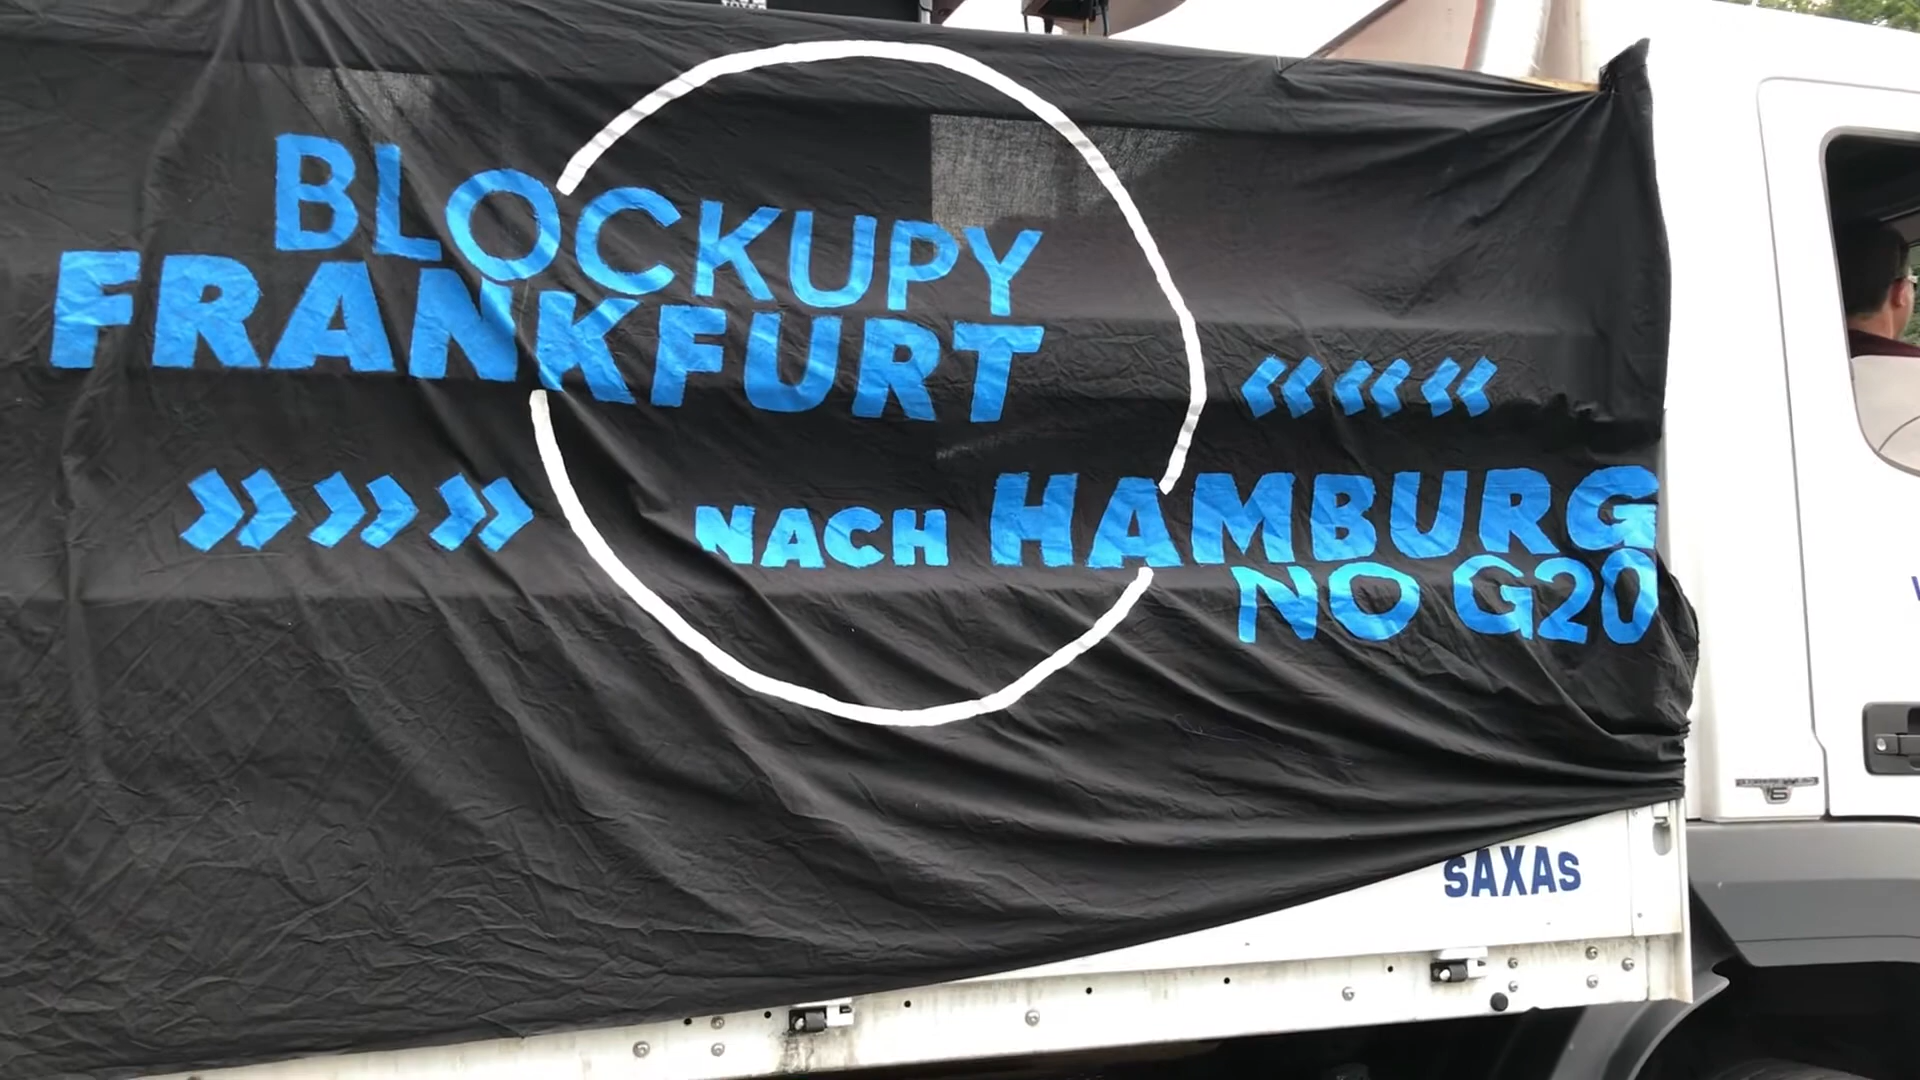 BLOCKUPY
FRANKFURT
««««««
»»»»»»
NACH HAMBURG
NO G20
SAXAS